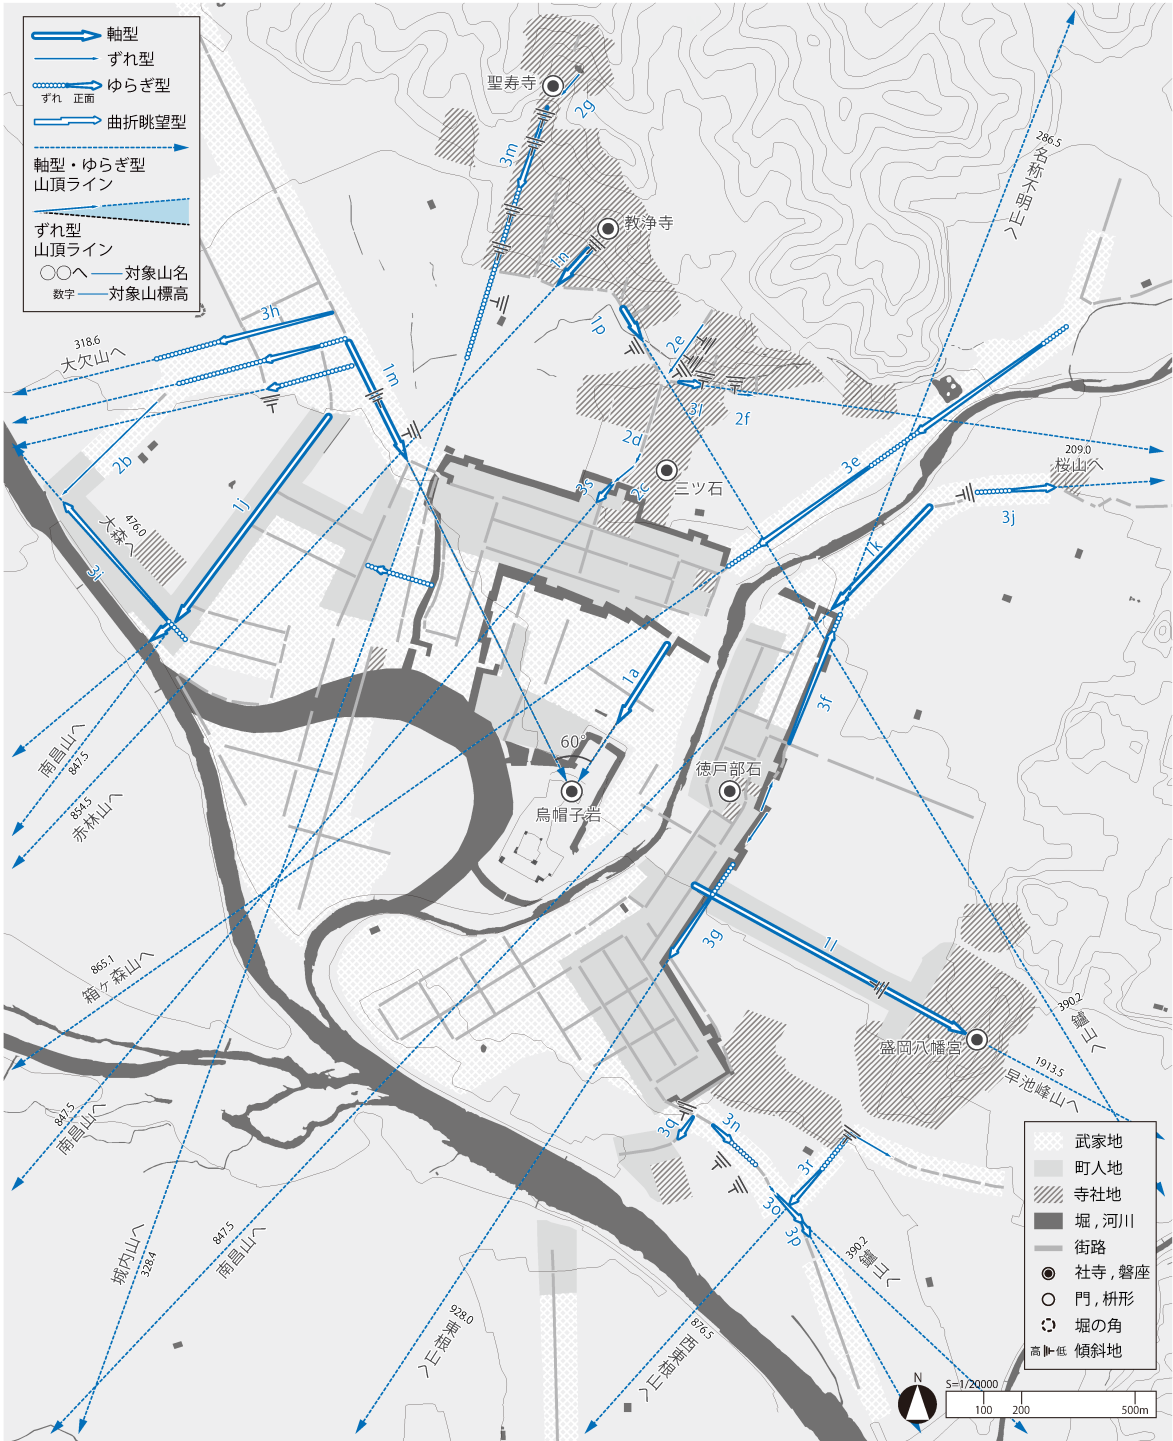 軸型
ずれ型
ゆらぎ型
ずれ 正面
曲折眺望型
軸型・ゆらぎ型
山頂ライン
ずれ型
山頂ライン
○○へ 対象山名
数字 対象山標高
聖寿寺
2g
3m
教浄寺
1n
1p
2e
286.5
名称不明山へ
3h
318.6
大欠山へ
1m
3l
2f
2d
2b
1j
476.0
大森へ
3i
3s
2c
三ツ石
3e
209.0
桜山へ
3j
1k
1a
3f
60°
烏帽子岩
徳戸部石
南昌山へ
847.5
854.5
赤林山へ
865.1
箱ヶ森山へ
3g
1l
盛岡八幡宮
390.2
鑪山へ
1913.5
早池峰山へ
847.5
南昌山へ
3q
3n
3r
3o
3p
城内山へ
328.4
847.5
南昌山へ
390.2
鑪山へ
928.0
東根山へ
876.5
西東根山へ
武家地
町人地
寺社地
堀,河川
街路
社寺,磐座
門,枡形
堀の角
高 低 傾斜地
N
S=1/20000
100 200 500m